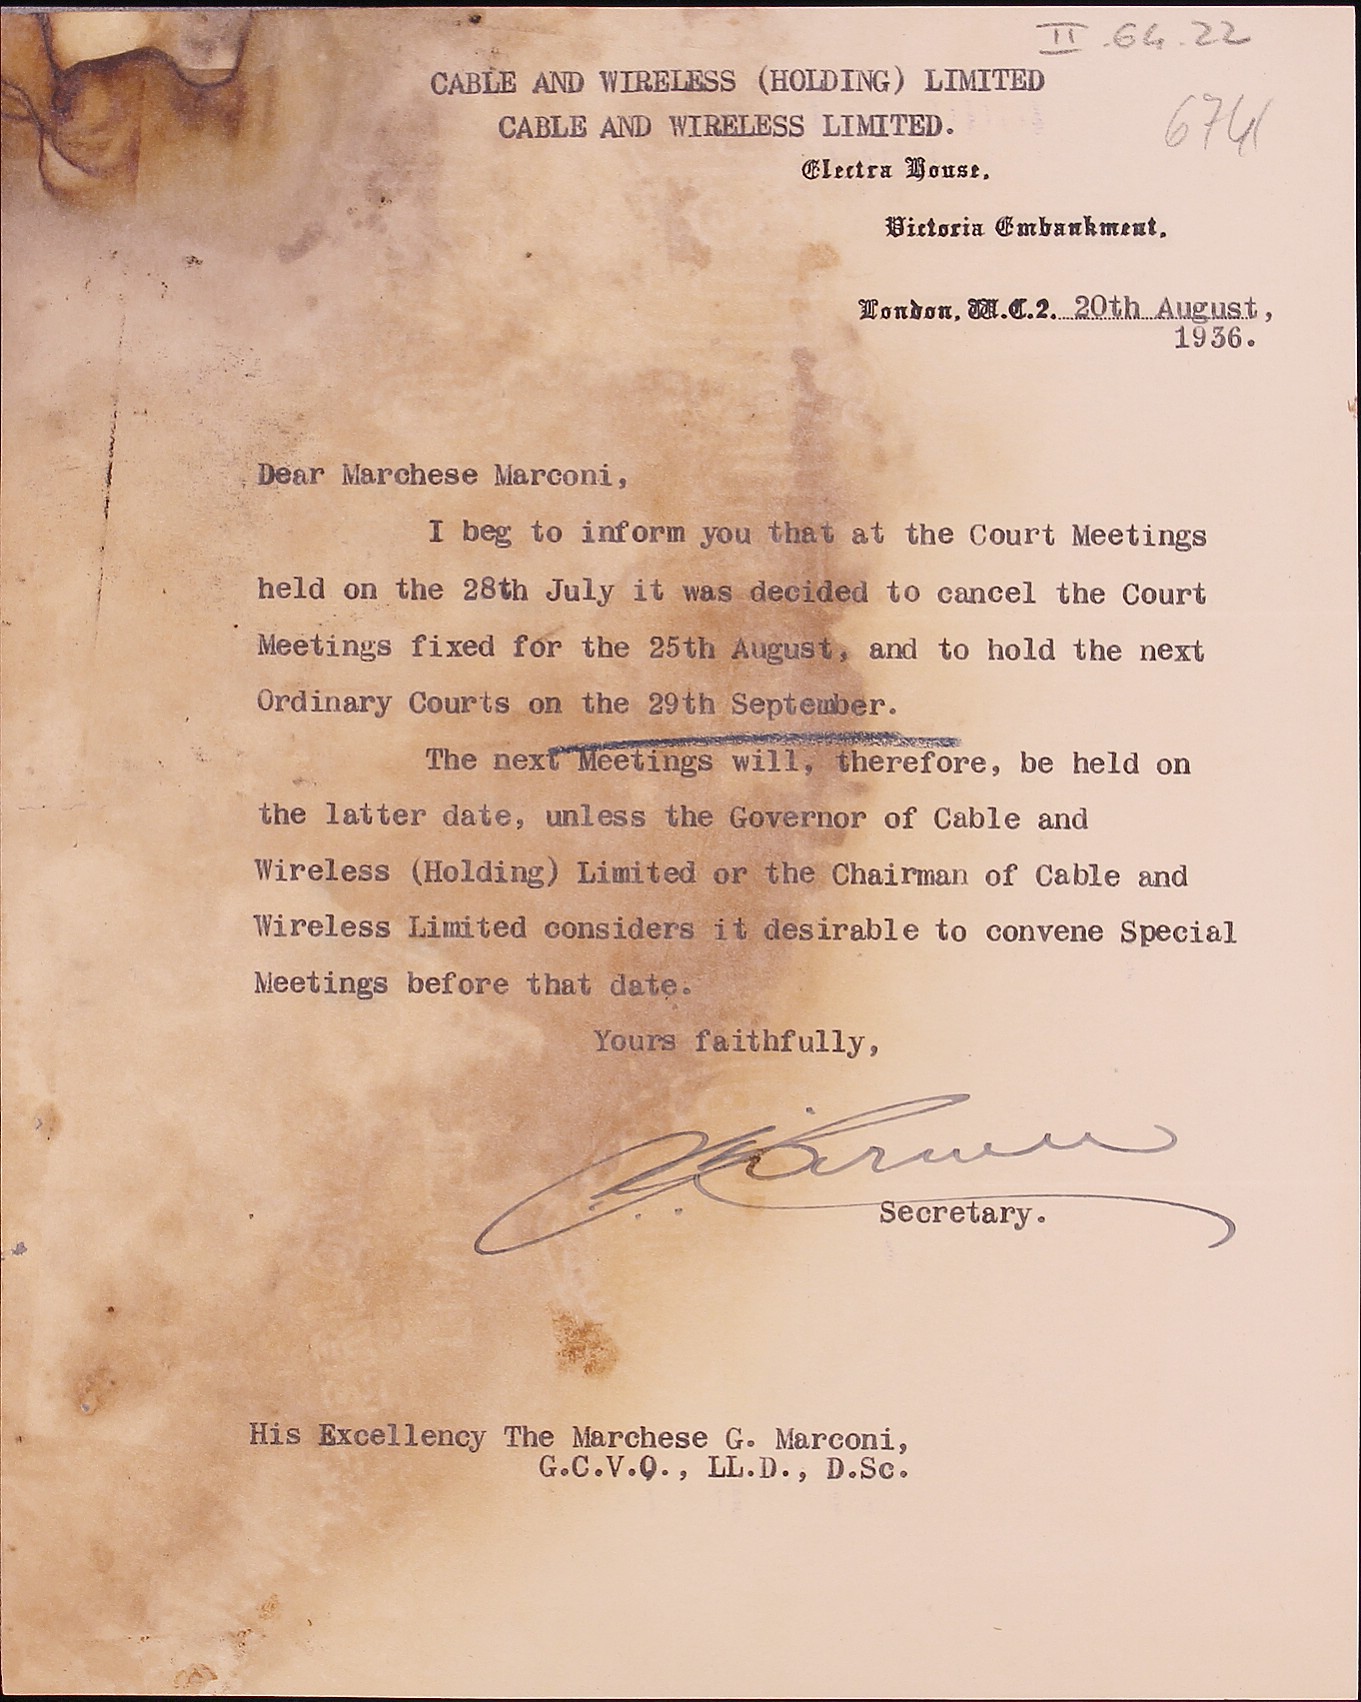 II.64.22
CABLE AND WIRELESS (HOLDING) LIMITED
CABLE AND WIRELESS LIMITED.
Electra House,
Victoria Embankment,
London, W.C.2. 20th August,
1936.
Dear Marchese Marconi,
I beg to inform you that at the Court Meetings
held on the 28th July it was decided to cancel the Court
Meetings fixed for the 25th August, and to hold the next
Ordinary Courts on the 29th September.
The next Meetings will, therefore, be held on
the latter date, unless the Governor of Cable and
Wireless (Holding) Limited or the Chairman of Cable and
Wireless Limited considers it desirable to convene Special
Meetings before that date.
Yours faithfully,
Secretary.
His Excellency The Marchese G. Marconi,
G.C.V.O., LL.D., D.Sc.